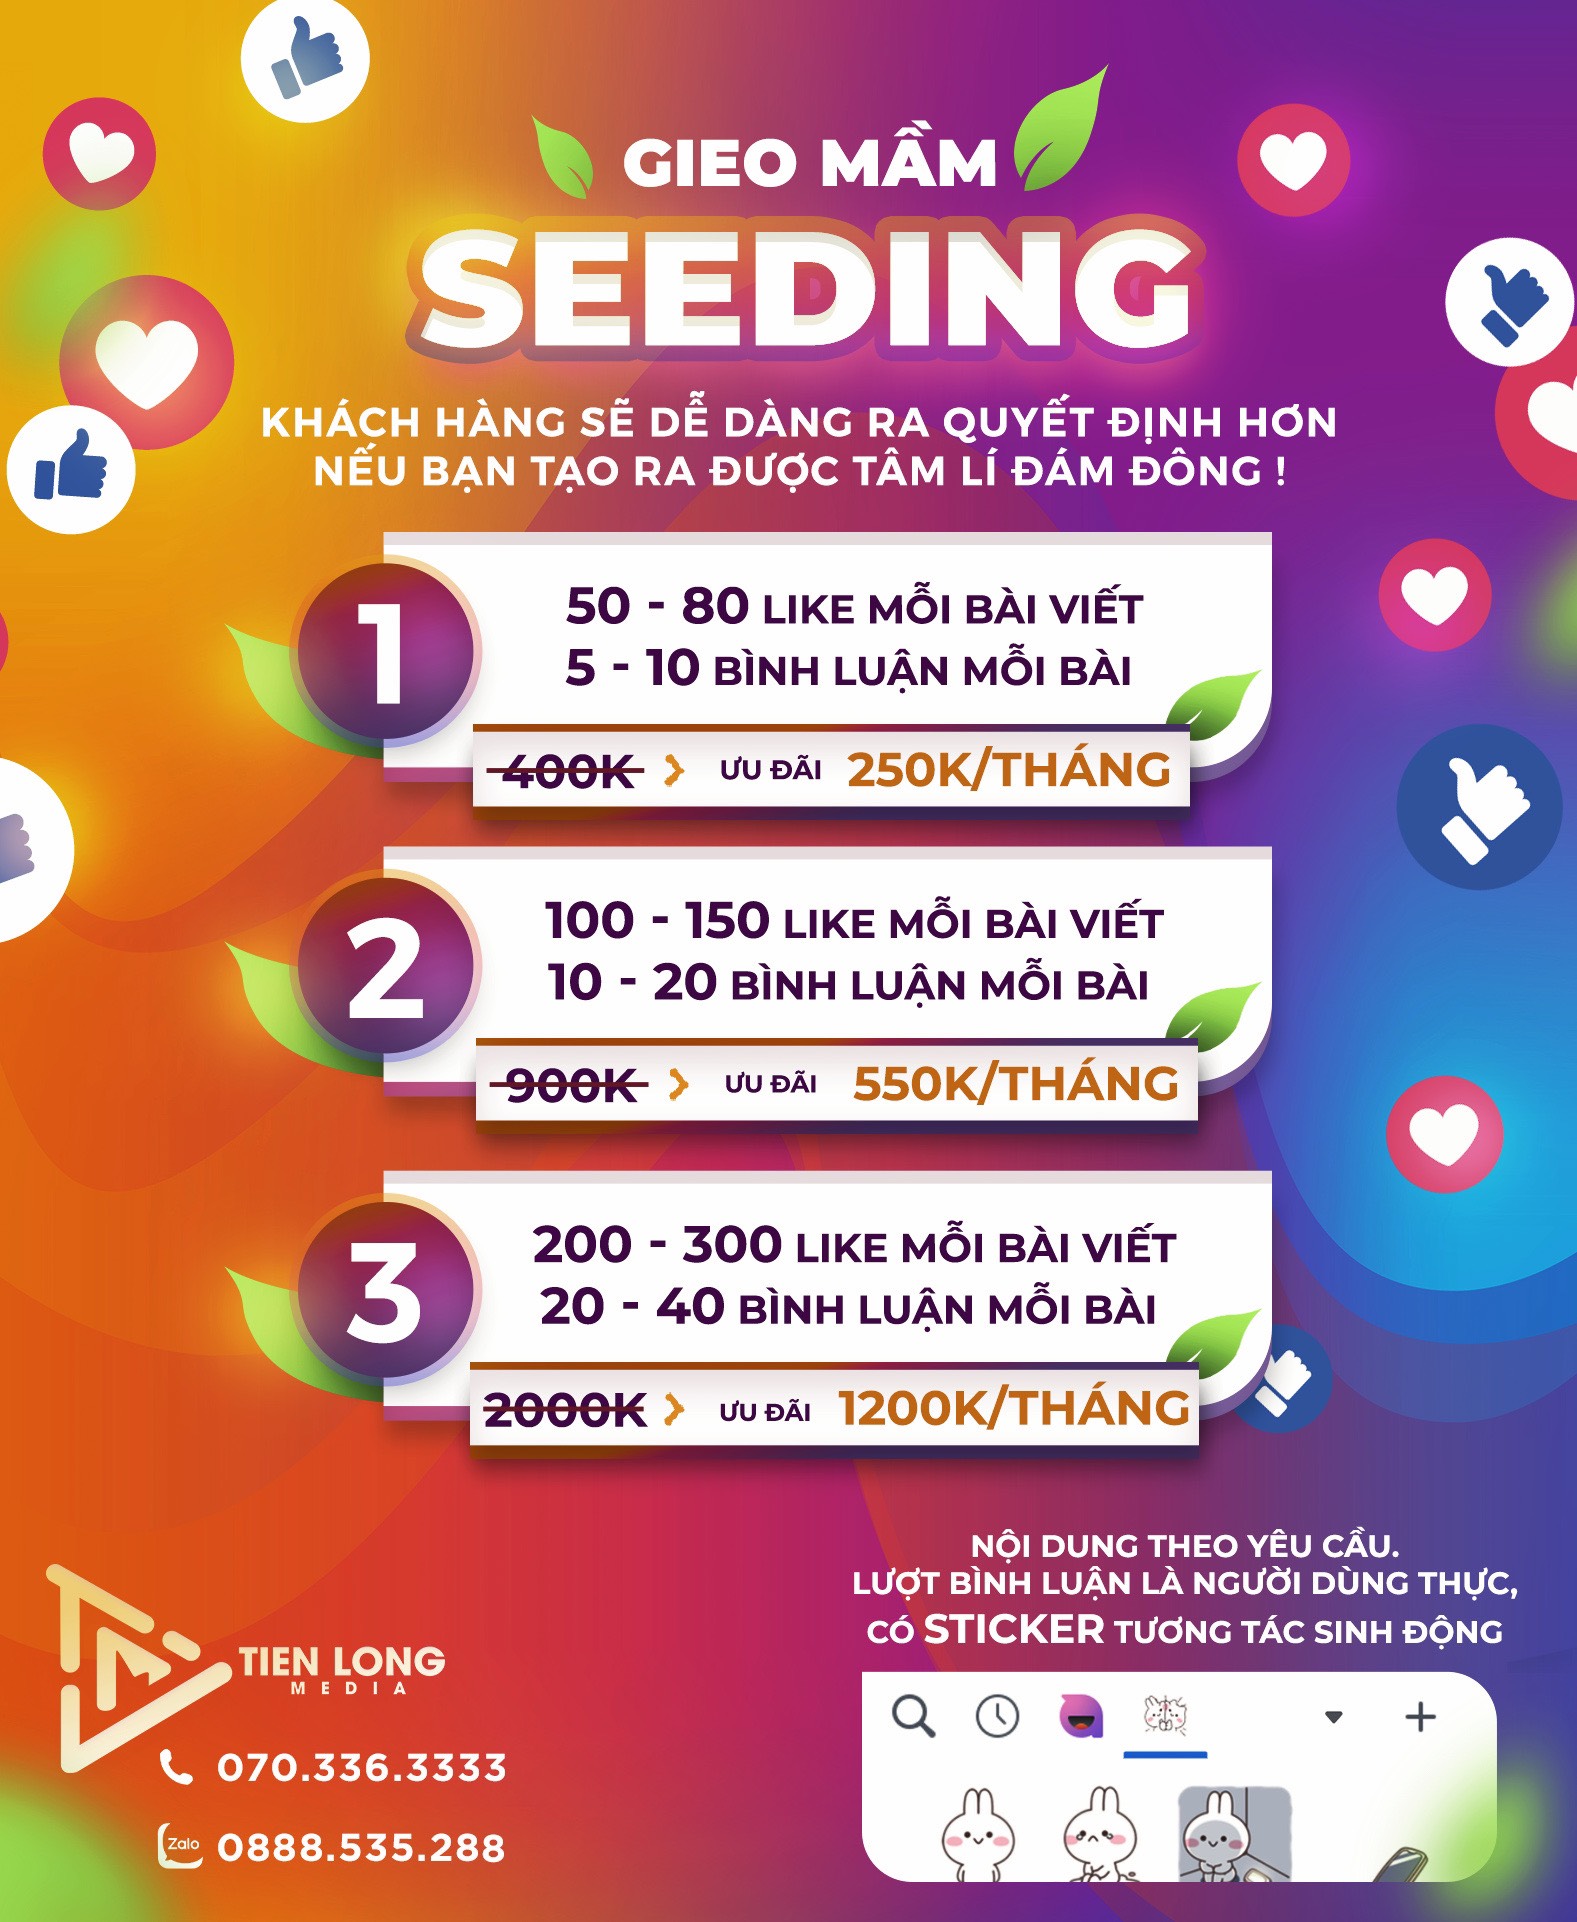 GIEO MẦM
SEEDING
KHÁCH HÀNG SẼ DỄ DÀNG RA QUYẾT ĐỊNH HƠN
NẾU BẠN TẠO RA ĐƯỢC TÂM LÍ ĐÁM ĐÔNG !
1
50 - 80 LIKE MỖI BÀI VIẾT
5 - 10 BÌNH LUẬN MỖI BÀI
400K ƯU ĐÃI 250K/THÁNG
2
100 - 150 LIKE MỖI BÀI VIẾT
10 - 20 BÌNH LUẬN MỖI BÀI
900K ƯU ĐÃI 550K/THÁNG
3
200 - 300 LIKE MỖI BÀI VIẾT
20 - 40 BÌNH LUẬN MỖI BÀI
2000K ƯU ĐÃI 1200K/THÁNG
NỘI DUNG THEO YÊU CẦU.
LƯỢT BÌNH LUẬN LÀ NGƯỜI DÙNG THỰC,
CÓ STICKER TƯƠNG TÁC SINH ĐỘNG
TIEN LONG
MEDIA
070.336.3333
Zalo 0888.535.288